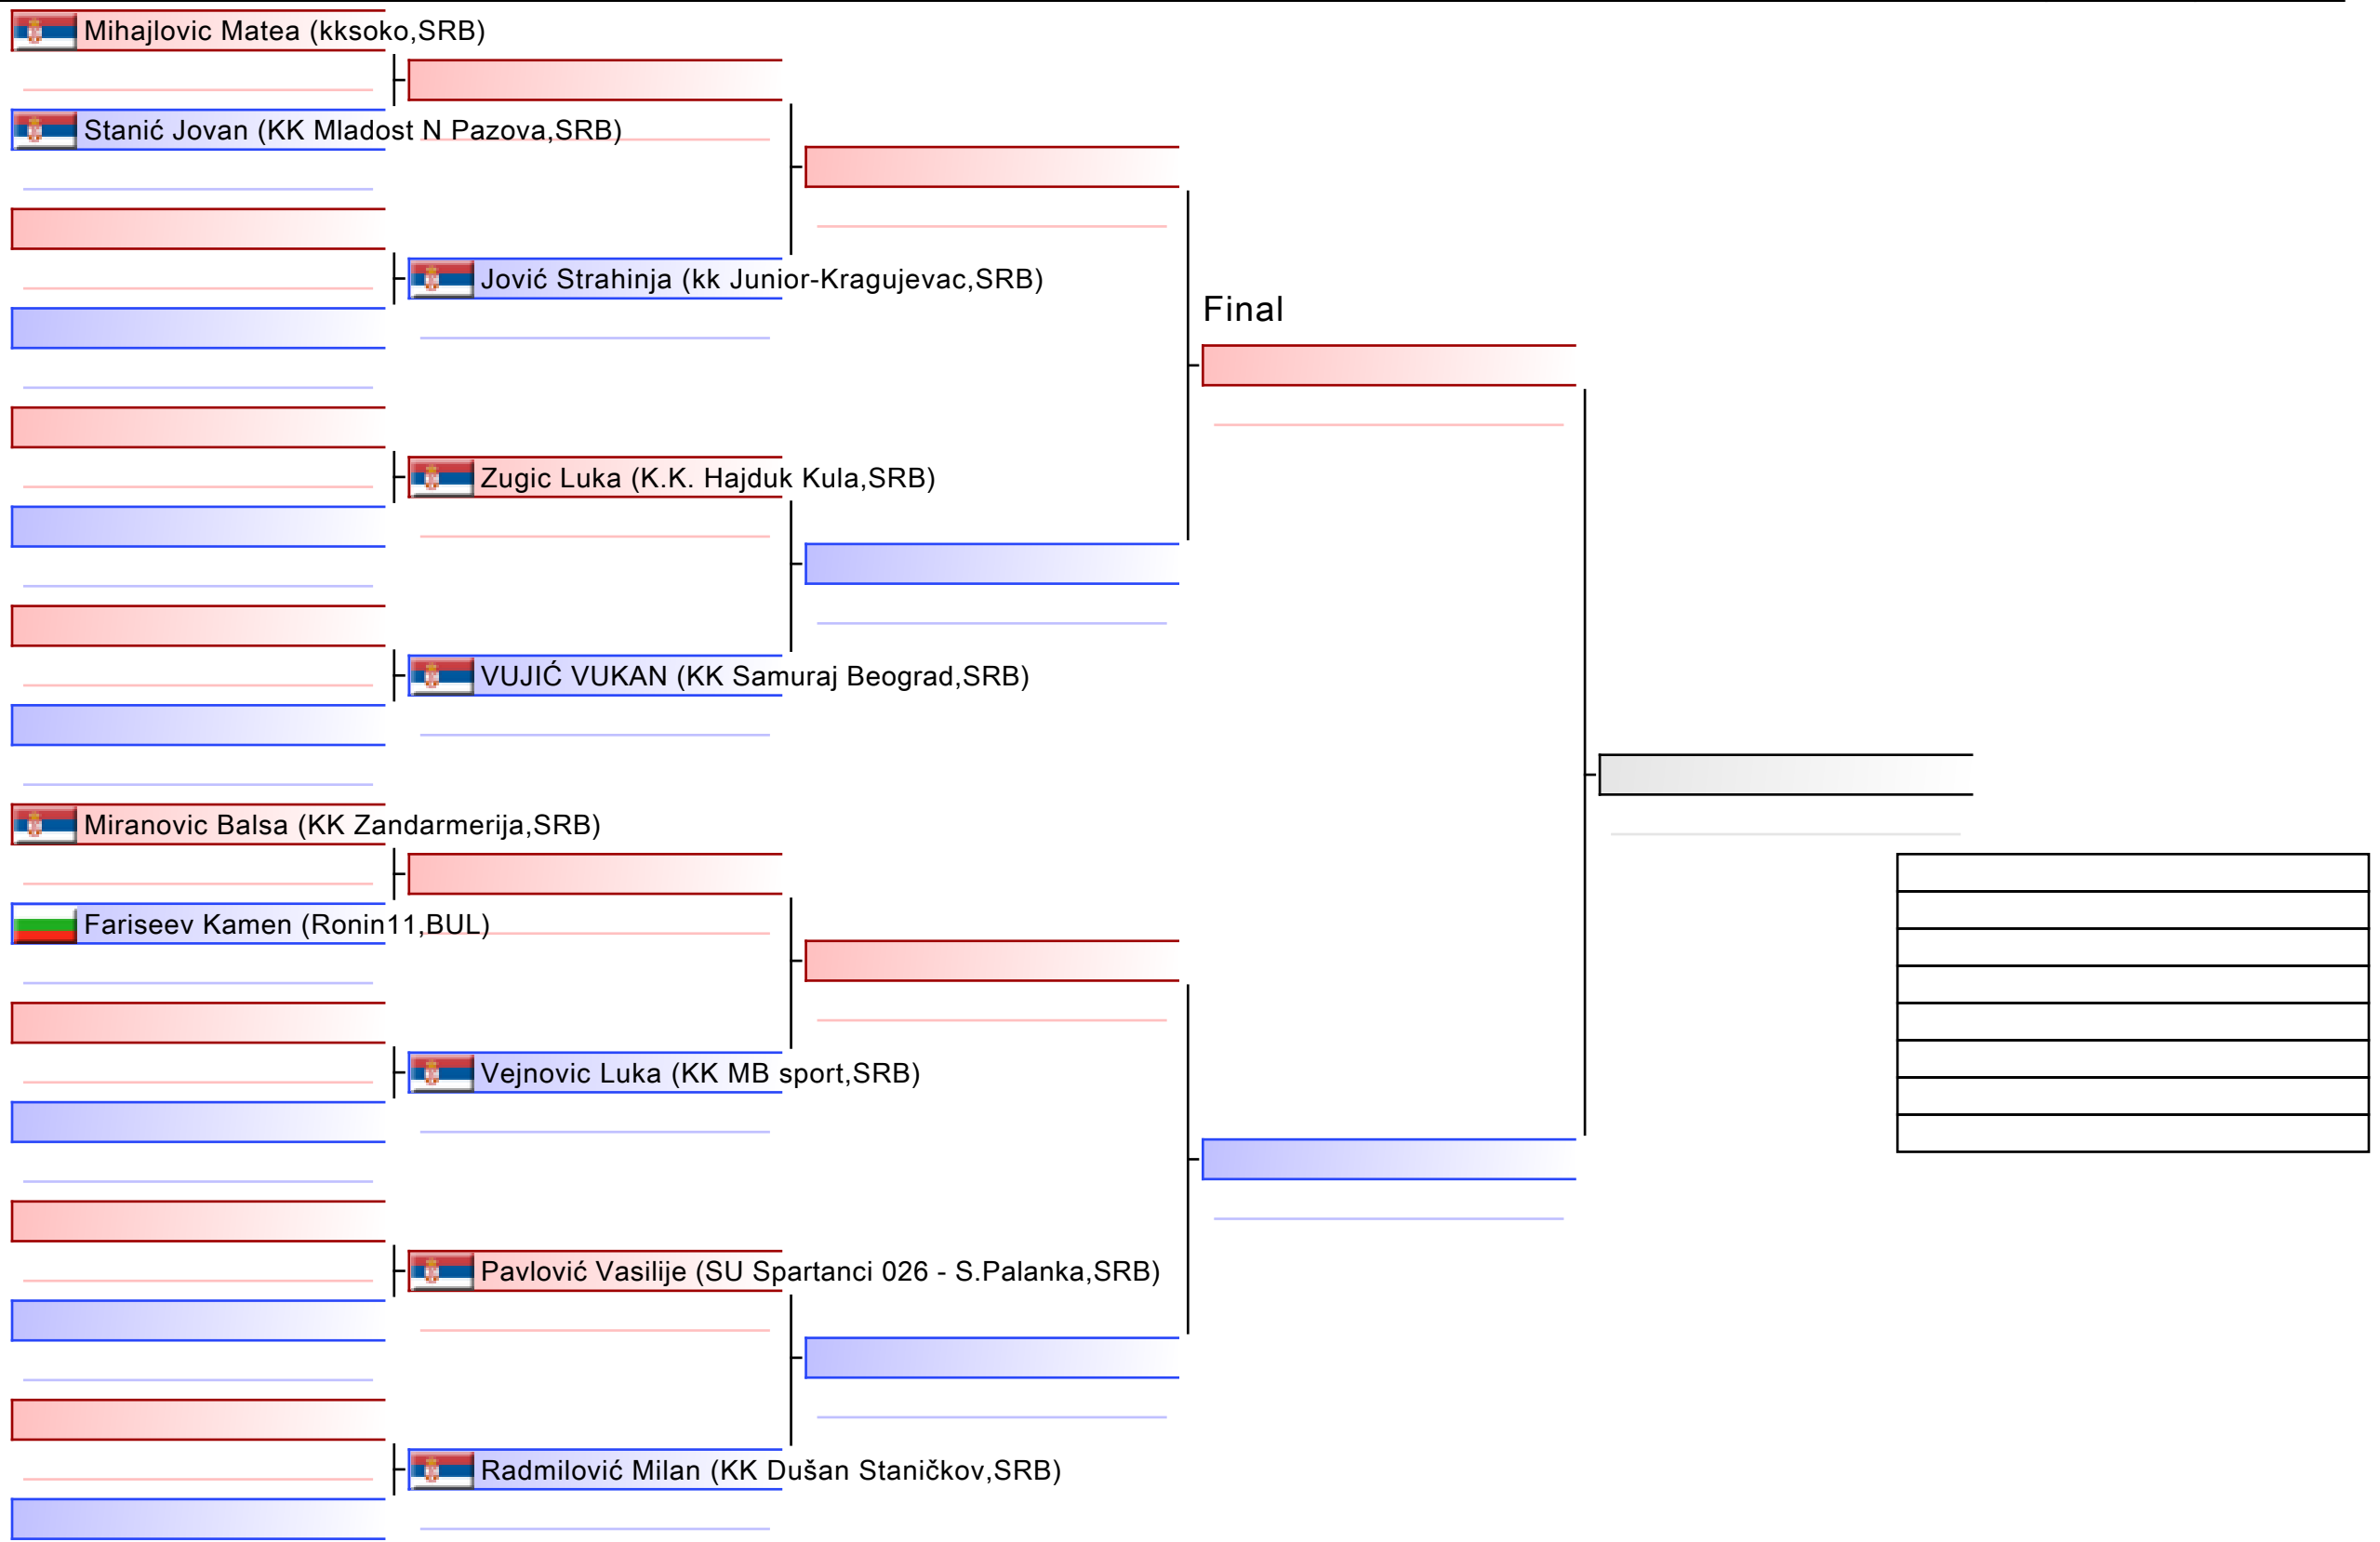 Mihajlovic Matea (kksoko,SRB)
Stanić Jovan (KK Mladost N Pazova,SRB)
Jović Strahinja (kk Junior-Kragujevac,SRB)
Final
Zugic Luka (K.K. Hajduk Kula,SRB)
VUJIĆ VUKAN (KK Samuraj Beograd,SRB)
Miranovic Balsa (KK Zandarmerija,SRB)
Fariseev Kamen (Ronin11,BUL)
Vejnovic Luka (KK MB sport,SRB)
Pavlović Vasilije (SU Spartanci 026 - S.Palanka,SRB)
Radmilović Milan (KK Dušan Staničkov,SRB)